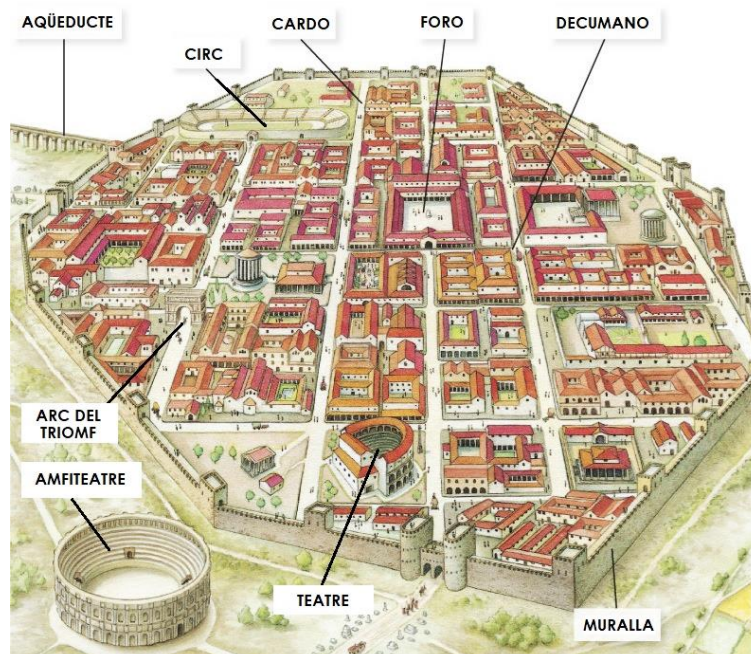 AQÜEDUCTE
CIRC
CARDO
FORO
DECUMANO
ARC DEL
TRIOMF
AMFITEATRE
TEATRE
MURALLA